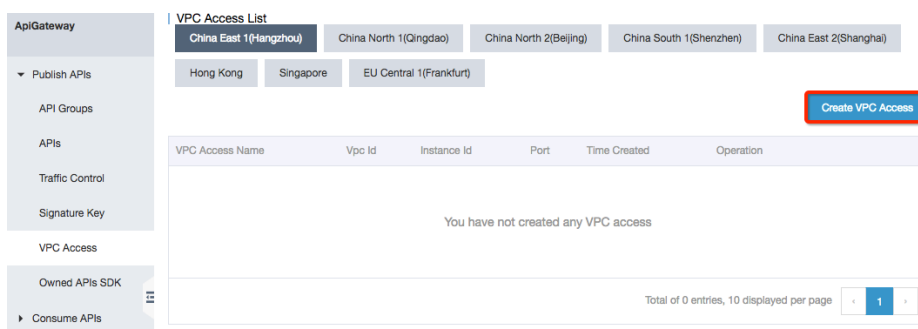 ApiGateway
Publish APIs
API Groups
APIs
Traffic Control
Signature Key
VPC Access
Owned APIs SDK
Consume APIs
VPC Access List
China East 1(Hangzhou) China North 1(Qingdao) China North 2(Beijing) China South 1(Shenzhen) China East 2(Shanghai)
Hong Kong Singapore EU Central 1(Frankfurt)
Create VPC Access
VPC Access Name Vpc Id Instance Id Port Time Created Operation
You have not created any VPC access
Total of 0 entries, 10 displayed per page ‹ 1 ›